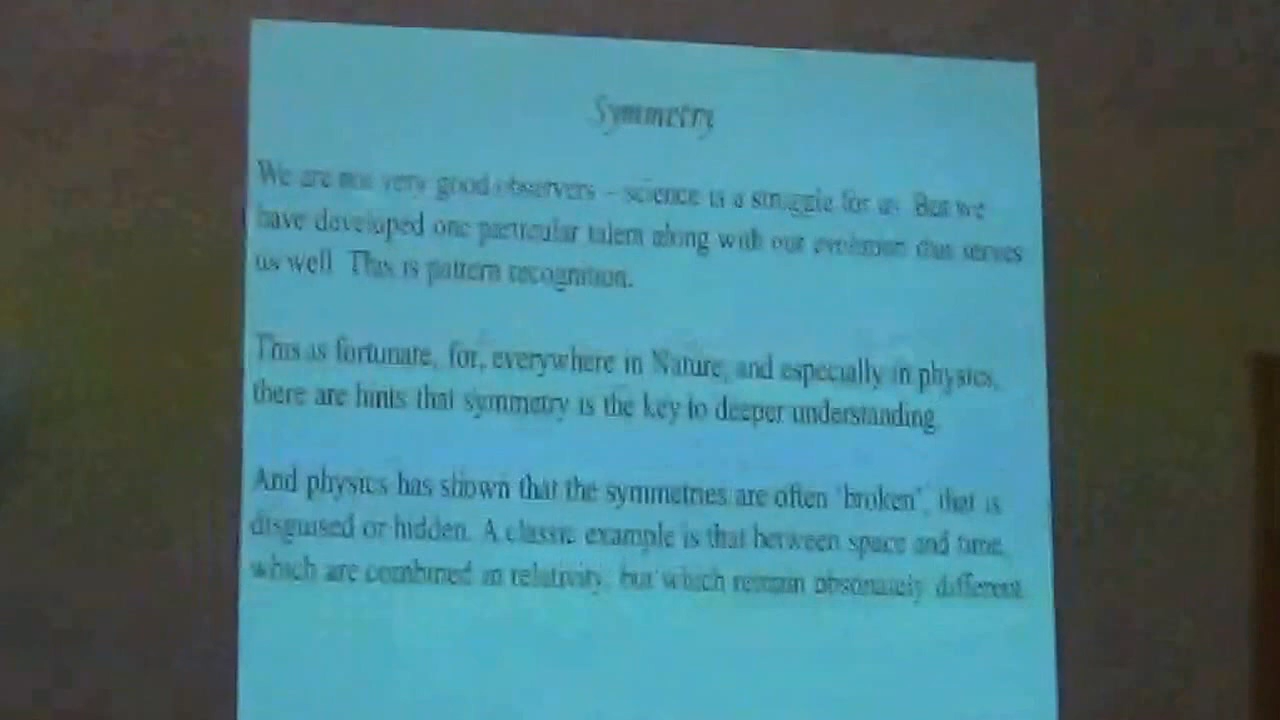 Symmetry
We are not very good observers – science is a struggle for us. But we
have developed one particular talent along with our evolution that serves
us well. This is pattern recognition.
This is fortunate, for, everywhere in Nature, and especially in physics,
there are hints that symmetry is the key to deeper understanding.
And physics has shown that the symmetries are often 'broken', that is
disguised or hidden. A classic example is that between space and time,
which are combined in relativity, but which remain obstinately different.